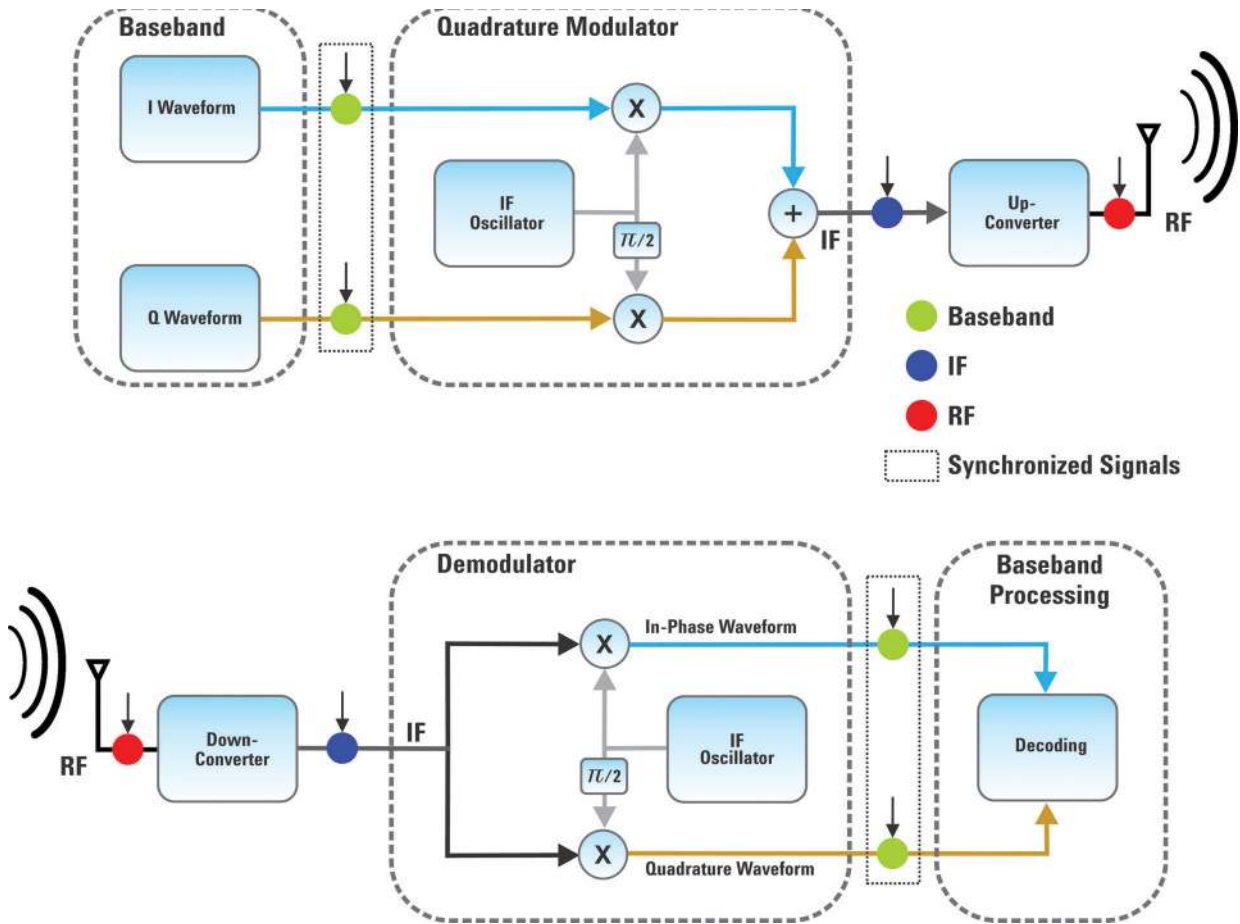 Baseband
Quadrature Modulator
I Waveform
X
IF
Oscillator
π/2
+
IF
Up-
Converter
RF
Q Waveform
X
Baseband
IF
RF
Synchronized Signals
Demodulator
Baseband
Processing
In-Phase Waveform
X
RF
Down-
Converter
IF
π/2
IF
Oscillator
Decoding
X
Quadrature Waveform